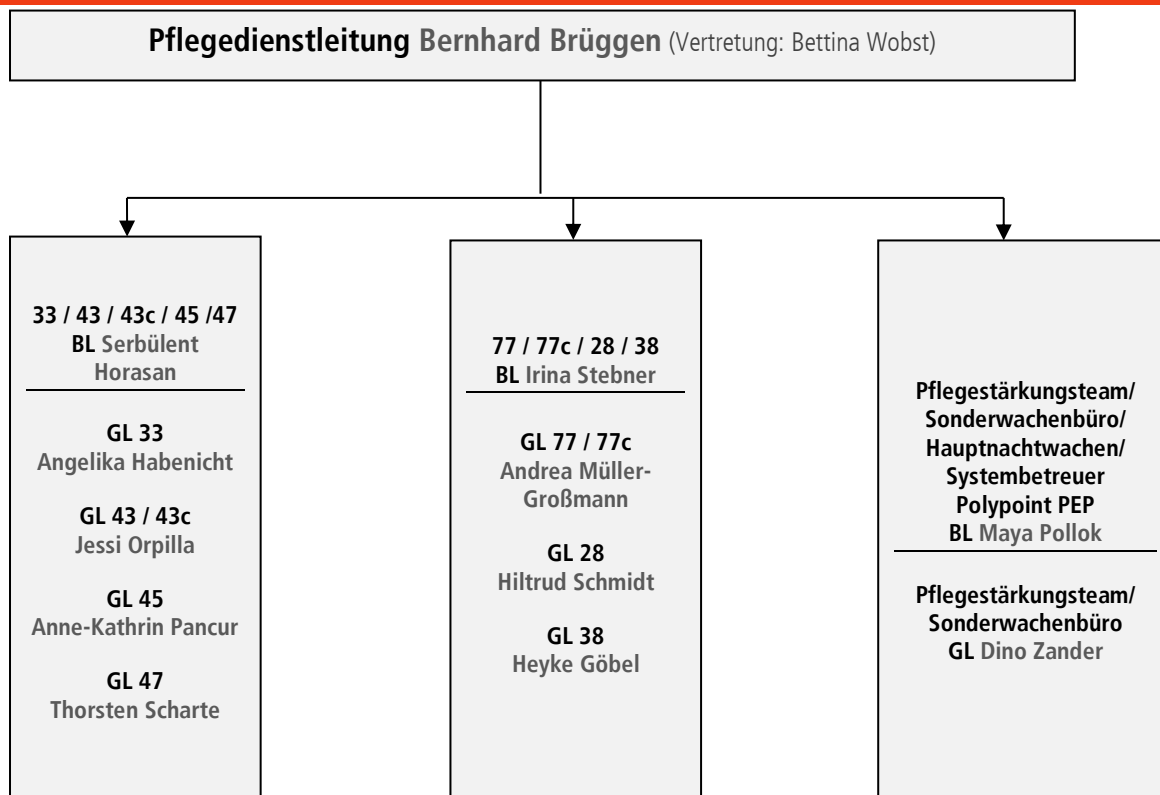 Pflegedienstleitung Bernhard Brüggen (Vertretung: Bettina Wobst)
33 / 43 / 43c / 45 /47
BL Serbülent
Horasan
GL 33
Angelika Habenicht
GL 43 / 43c
Jessi Orpilla
GL 45
Anne-Kathrin Pancur
GL 47
Thorsten Scharte
77 / 77c / 28 / 38
BL Irina Stebner
GL 77 / 77c
Andrea Müller-
Großmann
GL 28
Hiltrud Schmidt
GL 38
Heyke Göbel
Pflegestärkungsteam/
Sonderwachenbüro/
Hauptnachtwachen/
Systembetreuer
Polypoint PEP
BL Maya Pollok
Pflegestärkungsteam/
Sonderwachenbüro
GL Dino Zander